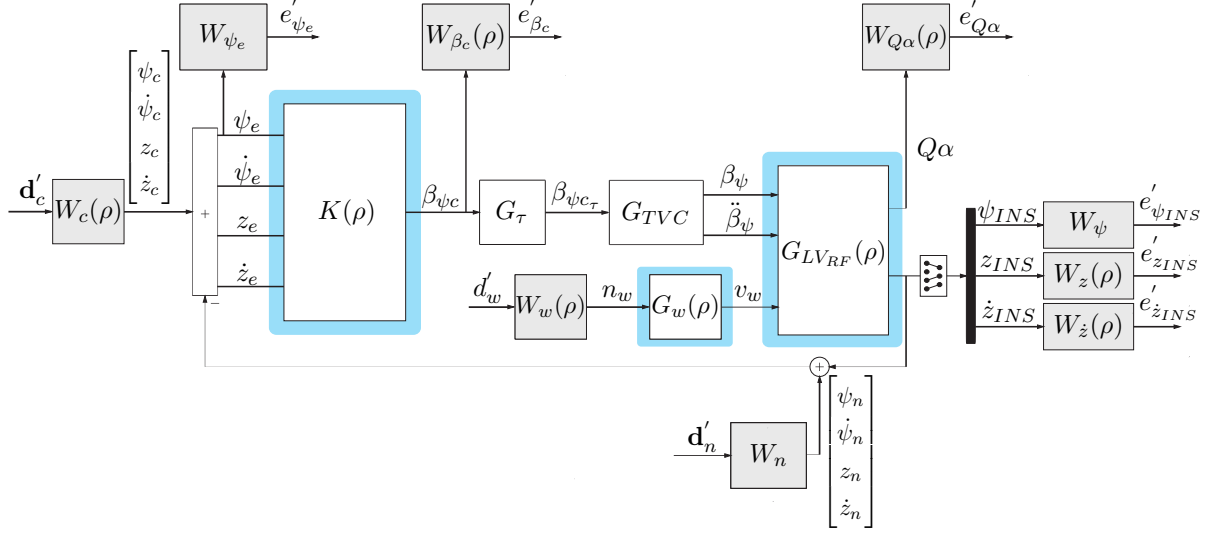 W_{ψ_e}
e'_{ψ_e}
W_{β_c}(ρ)
e'_{β_c}
W_{Qα}(ρ)
e'_{Qα}
ψ_c
ψ̇_c
z_c
ż_c
d'_c
W_c(ρ)
+
−
ψ_e
ψ̇_e
z_e
ż_e
K(ρ)
β_{ψc}
G_τ
β_{ψc_τ}
G_{TVC}
β_ψ
β̈_ψ
G_{LV_{RF}}(ρ)
Qα
d'_w
W_w(ρ)
n_w
G_w(ρ)
v_w
ψ_{INS}
W_ψ
e'_{ψ_{INS}}
z_{INS}
W_z(ρ)
e'_{z_{INS}}
ż_{INS}
W_ż(ρ)
e'_{ż_{INS}}
+
d'_n
W_n
ψ_n
ψ̇_n
z_n
ż_n